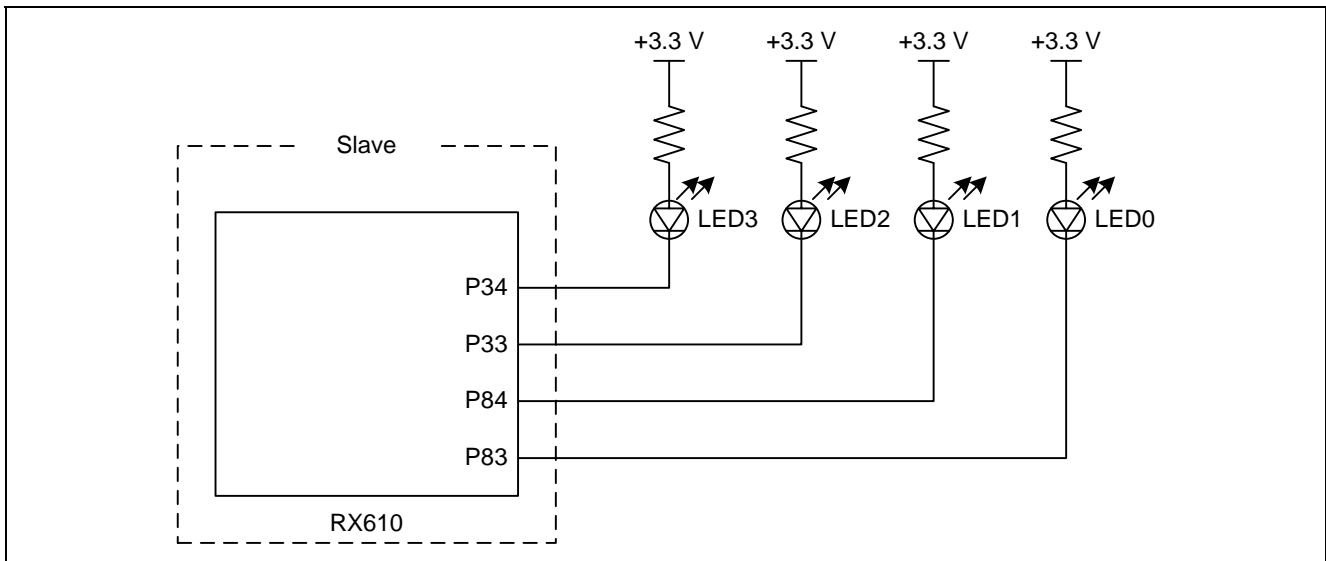 +3.3 V +3.3 V +3.3 V +3.3 V
Slave
LED3 LED2 LED1 LED0
P34
P33
P84
P83
RX610